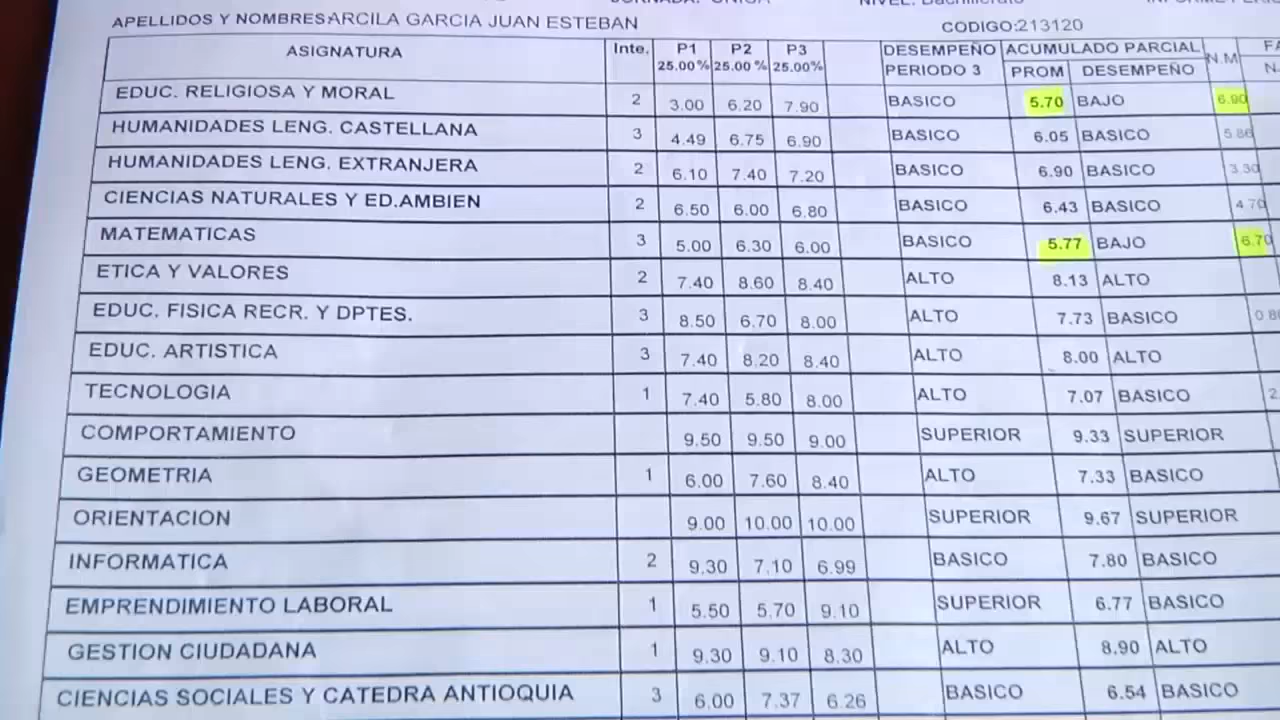 APELLIDOS Y NOMBRES:ARCILA GARCIA JUAN ESTEBAN CODIGO:213120
ASIGNATURA Inte. P1 25.00% P2 25.00% P3 25.00% DESEMPEÑO PERIODO 3 ACUMULADO PARCIAL PROM DESEMPEÑO N.M
EDUC. RELIGIOSA Y MORAL 2 3.00 6.20 7.90 BASICO 5.70 BAJO 6.90
HUMANIDADES LENG. CASTELLANA 3 4.49 6.75 6.90 BASICO 6.05 BASICO 5.86
HUMANIDADES LENG. EXTRANJERA 2 6.10 7.40 7.20 BASICO 6.90 BASICO 3.30
CIENCIAS NATURALES Y ED.AMBIEN 2 6.50 6.00 6.80 BASICO 6.43 BASICO 4.70
MATEMATICAS 3 5.00 6.30 6.00 BASICO 5.77 BAJO 6.70
ETICA Y VALORES 2 7.40 8.60 8.40 ALTO 8.13 ALTO
EDUC. FISICA RECR. Y DPTES. 3 8.50 6.70 8.00 ALTO 7.73 BASICO
EDUC. ARTISTICA 3 7.40 8.20 8.40 ALTO 8.00 ALTO
TECNOLOGIA 1 7.40 5.80 8.00 ALTO 7.07 BASICO
COMPORTAMIENTO 9.50 9.50 9.00 SUPERIOR 9.33 SUPERIOR
GEOMETRIA 1 6.00 7.60 8.40 ALTO 7.33 BASICO
ORIENTACION 9.00 10.00 10.00 SUPERIOR 9.67 SUPERIOR
INFORMATICA 2 9.30 7.10 6.99 BASICO 7.80 BASICO
EMPRENDIMIENTO LABORAL 1 5.50 5.70 9.10 SUPERIOR 6.77 BASICO
GESTION CIUDADANA 1 9.30 9.10 8.30 ALTO 8.90 ALTO
CIENCIAS SOCIALES Y CATEDRA ANTIOQUIA 3 6.00 7.37 6.26 BASICO 6.54 BASICO